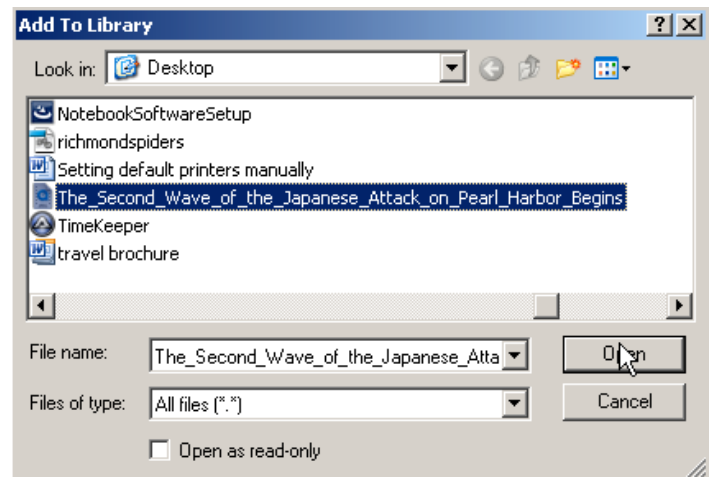 Add To Library
Look in: Desktop
NotebookSoftwareSetup
richmondspiders
Setting default printers manually
The_Second_Wave_of_the_Japanese_Attack_on_Pearl_Harbor_Begins
TimeKeeper
travel brochure
File name: The_Second_Wave_of_the_Japanese_Atta Open
Files of type: All files (*.*) Cancel
Open as read-only